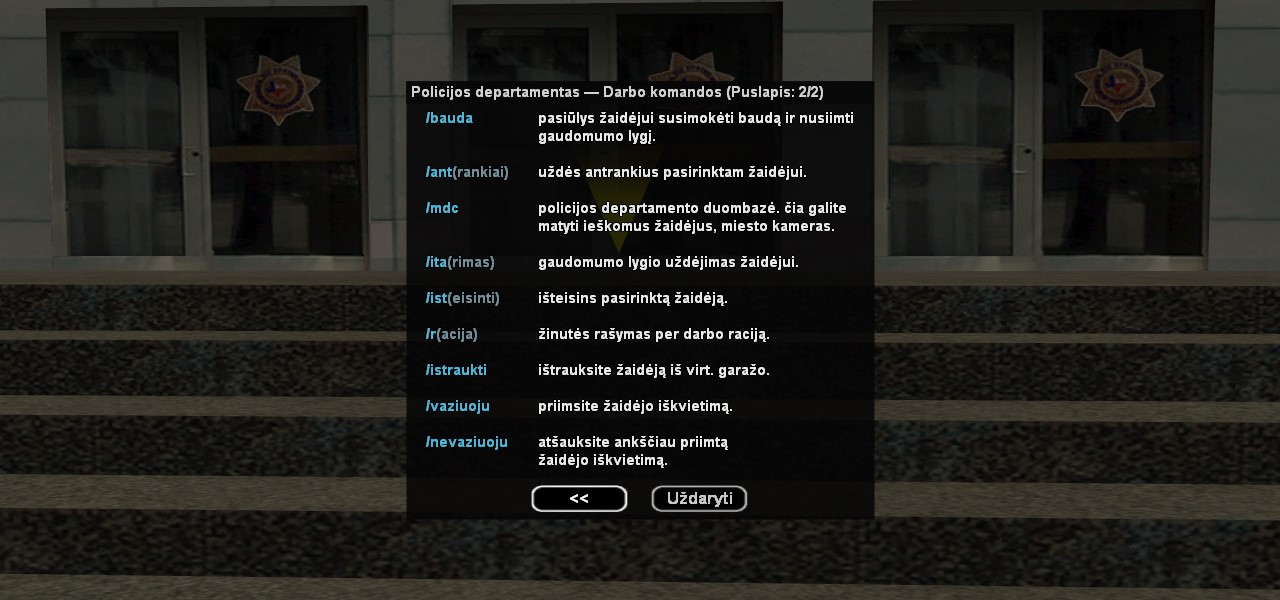 Policijos departamentas — Darbo komandos (Puslapis: 2/2)
/bauda pasiūlys žaidėjui susimokėti baudą ir nusiimti
gaudomumo lygį.
/ant(rankiai) uždės antrankius pasirinktam žaidėjui.
/mdc policijos departamento duombazė. čia galite
matyti ieškomus žaidėjus, miesto kameras.
/ita(rimas) gaudomumo lygio uždėjimas žaidėjui.
/ist(eisinti) išteisins pasirinktą žaidėją.
/r(acija) žinutės rašymas per darbo raciją.
/istraukti ištrauksite žaidėją iš virt. garažo.
/vaziuoju priimsite žaidėjo iškvietimą.
/nevaziuoju atšauksite ankščiau priimtą
žaidėjo iškvietimą.
<< Uždaryti